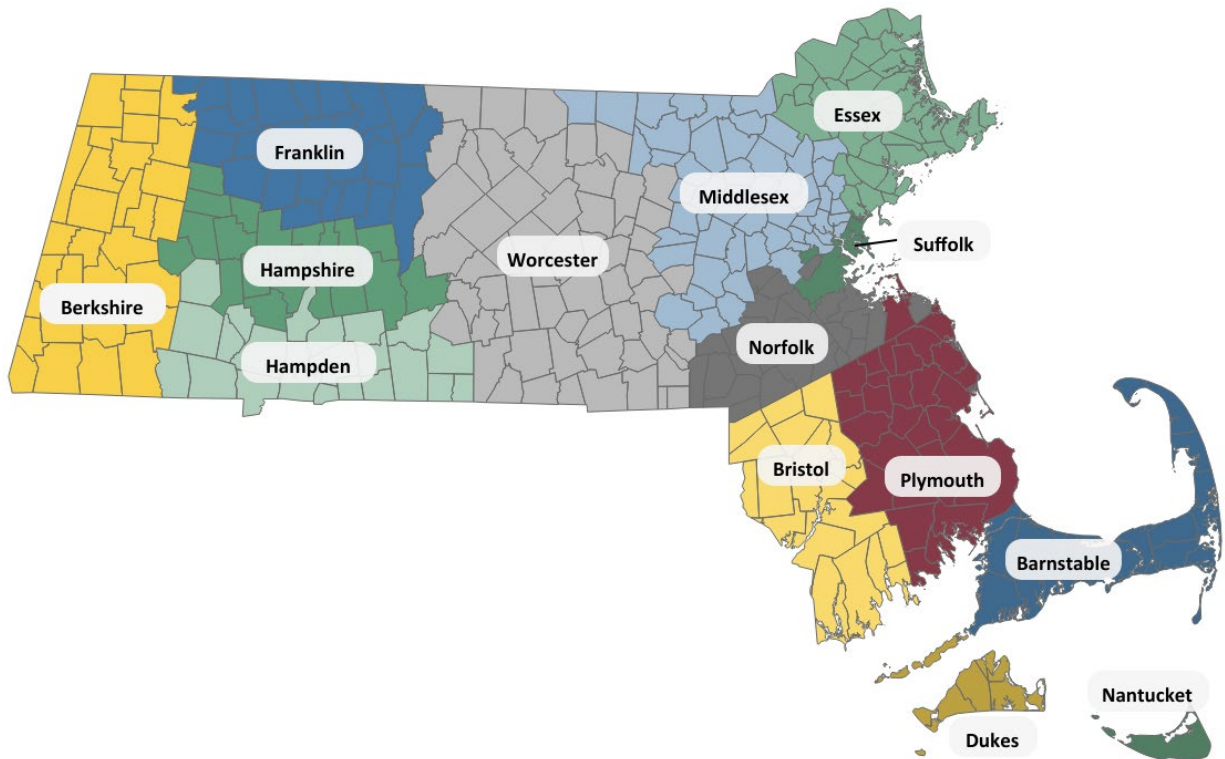 Essex
Franklin
Middlesex
Suffolk
Hampshire
Worcester
Berkshire
Norfolk
Hampden
Bristol
Plymouth
Barnstable
Nantucket
Dukes